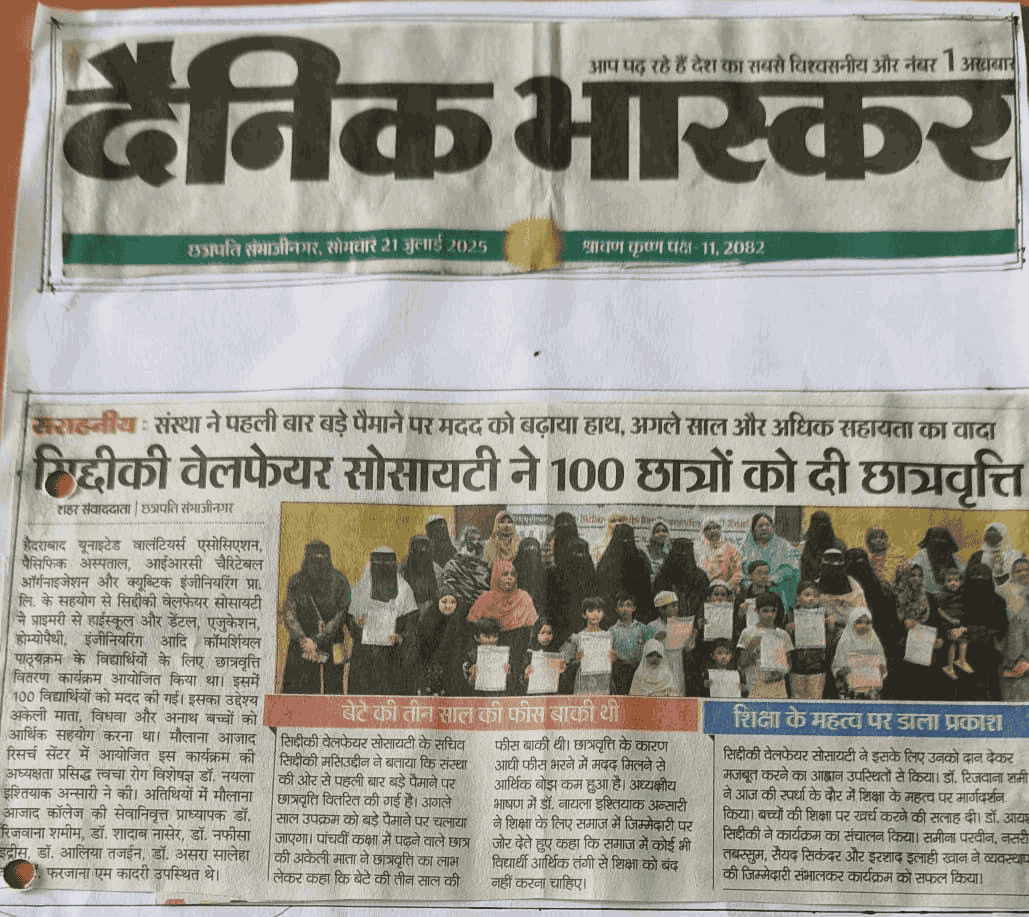 आप पढ़ रहे हैं देश का सबसे विश्वसनीय और नंबर 1 अखबार
दैनिक भास्कर
छत्रपति संभाजीनगर, सोमवार 21 जुलाई 2025
श्रावण कृष्ण पक्ष-11, 2082
सराहनीय : संस्था ने पहली बार बड़े पैमाने पर मदद को बढ़ाया हाथ, अगले साल और अधिक सहायता का वादा
सिद्दीकी वेलफेयर सोसायटी ने 100 छात्रों को दी छात्रवृत्ति
शहर संवाददाता | छत्रपति संभाजीनगर
हैदराबाद यूनाइटेड वालंटियर्स एसोसिएशन,
पैसिफिक अस्पताल, आईआरसी चैरिटेबल
ऑर्गनाइजेशन और क्यूब्टिक इंजीनियरिंग प्रा.
लि. के सहयोग से सिद्दीकी वेलफेयर सोसायटी
ने प्राइमरी से हाईस्कूल और डेंटल, एजुकेशन,
होम्योपैथी, इंजीनियरिंग आदि कॉमर्शियल
पाठ्यक्रम के विद्यार्थियों के लिए छात्रवृत्ति
वितरण कार्यक्रम आयोजित किया था। इसमें
100 विद्यार्थियों को मदद की गई। इसका उद्देश्य
अकेली माता, विधवा और अनाथ बच्चों को
आर्थिक सहयोग करना था। मौलाना आजाद
रिसर्च सेंटर में आयोजित इस कार्यक्रम की
अध्यक्षता प्रसिद्ध त्वचा रोग विशेषज्ञ डॉ. नयला
इश्तियाक अन्सारी ने की। अतिथियों में मौलाना
आजाद कॉलेज की सेवानिवृत्त प्राध्यापक डॉ.
रिजवाना शमीम, डॉ. शादाब नासेर, डॉ. नफीसा
इद्रीस, डॉ. आलिया तजईन, डॉ. असरा सालेहा
फरजाना एम कादरी उपस्थित थे।
बेटे की तीन साल की फीस बाकी थी
सिद्दीकी वेलफेयर सोसायटी के सचिव
सिद्दीकी मसिउद्दीन ने बताया कि संस्था
की ओर से पहली बार बड़े पैमाने पर
छात्रवृत्ति वितरित की गई है। अगले
साल उपक्रम को बड़े पैमाने पर चलाया
जाएगा। पांचवीं कक्षा में पढ़ने वाले छात्र
की अकेली माता ने छात्रवृत्ति का लाभ
लेकर कहा कि बेटे की तीन साल की
फीस बाकी थी। छात्रवृत्ति के कारण
आधी फीस भरने में मदद मिलने से
आर्थिक बोझ कम हुआ है। अध्यक्षीय
भाषण में डॉ. नायला इश्तियाक अन्सारी
ने शिक्षा के लिए समाज में जिम्मेदारी पर
जोर देते हुए कहा कि समाज में कोई भी
विद्यार्थी आर्थिक तंगी से शिक्षा को बंद
नहीं करना चाहिए।
शिक्षा के महत्व पर डाला प्रकाश
सिद्दीकी वेलफेयर सोसायटी ने इसके लिए उनको दान देकर
मजबूत करने का आह्वान उपस्थितों से किया। डॉ. रिजवाना शमी
ने आज की स्पर्धा के दौर में शिक्षा के महत्व पर मार्गदर्शन
किया। बच्चों की शिक्षा पर खर्च करने की सलाह दी। डॉ. आयश
सिद्दीकी ने कार्यक्रम का संचालन किया। समीना परवीन, नसरी
तबस्सुम, सैयद सिकंदर और इरशाद इलाही खान ने व्यवस्थाप
की जिम्मेदारी संभालकर कार्यक्रम को सफल किया।